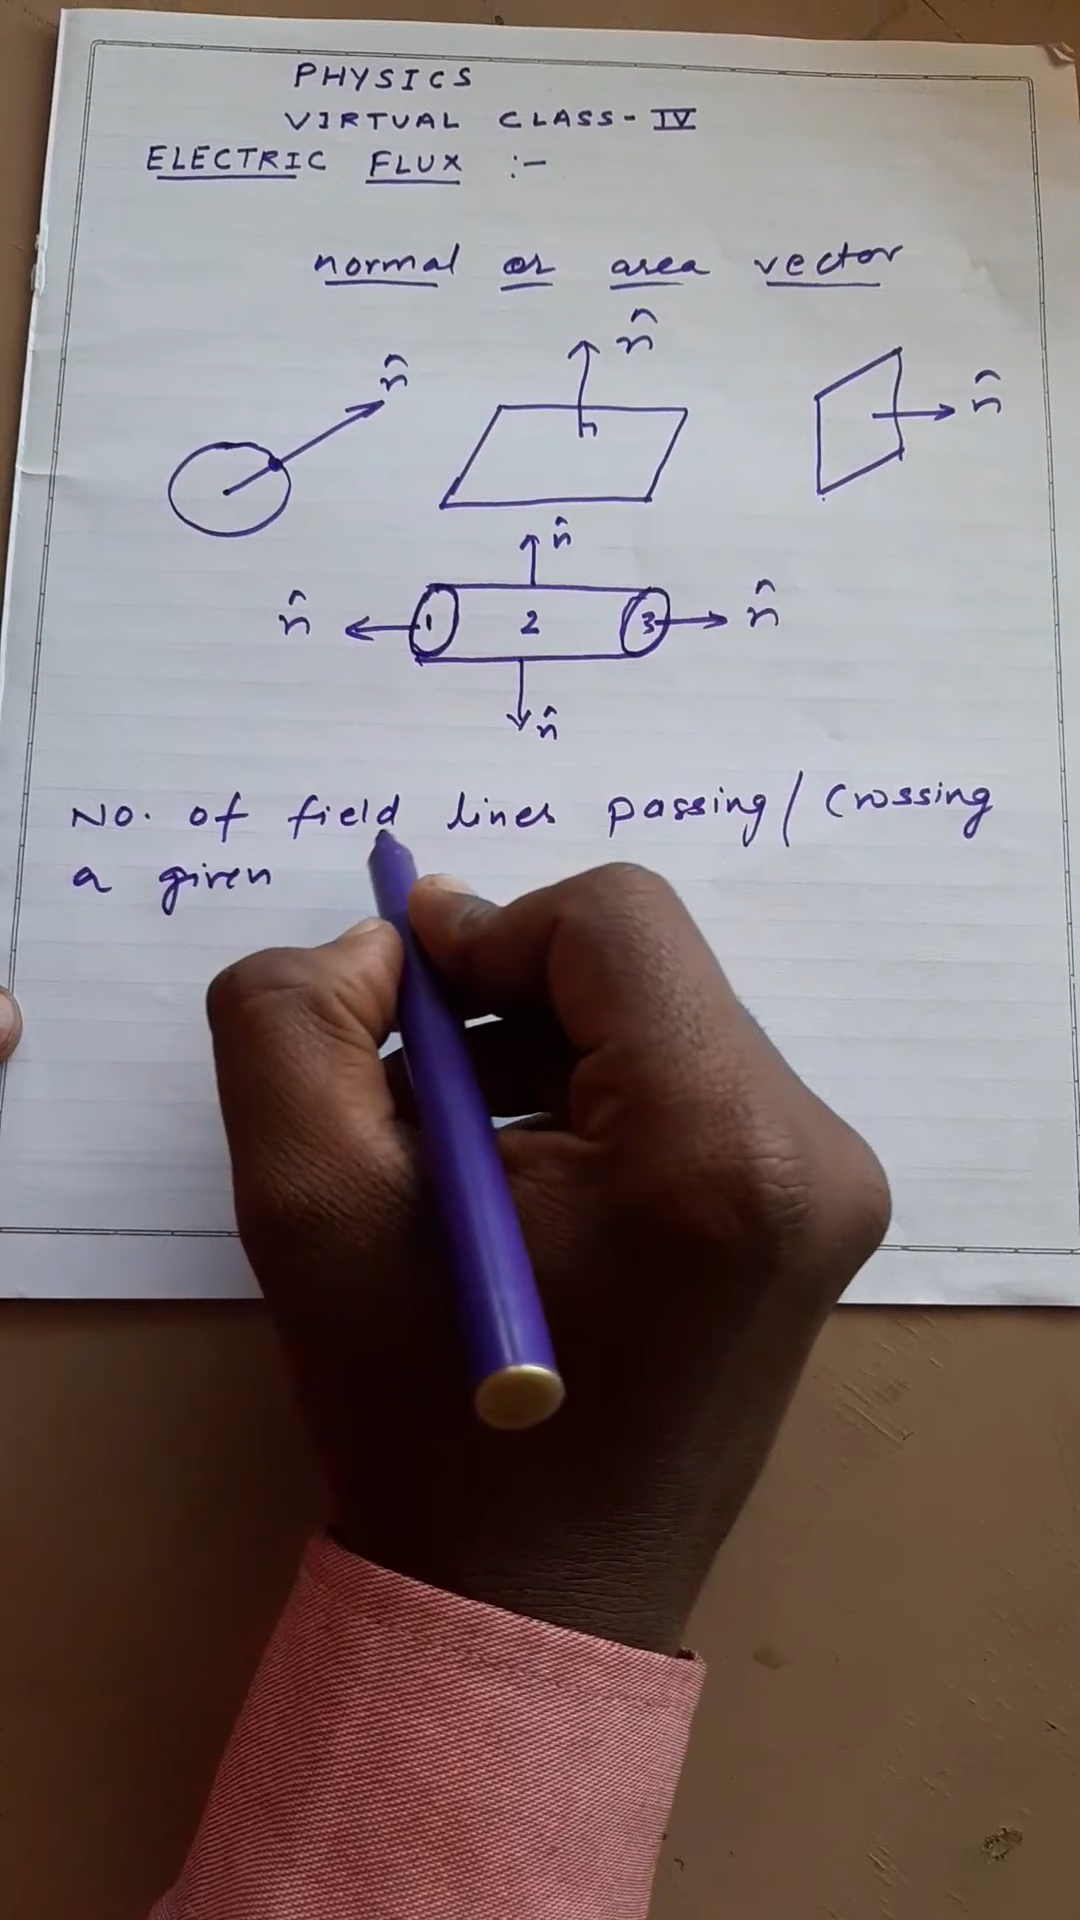 PHYSICS
VIRTUAL CLASS-IV
ELECTRIC FLUX :-
normal or area vector
n̂
n̂
n̂
n̂
n̂ 1 2 3 n̂
n̂
No. of field lines passing/crossing
a given